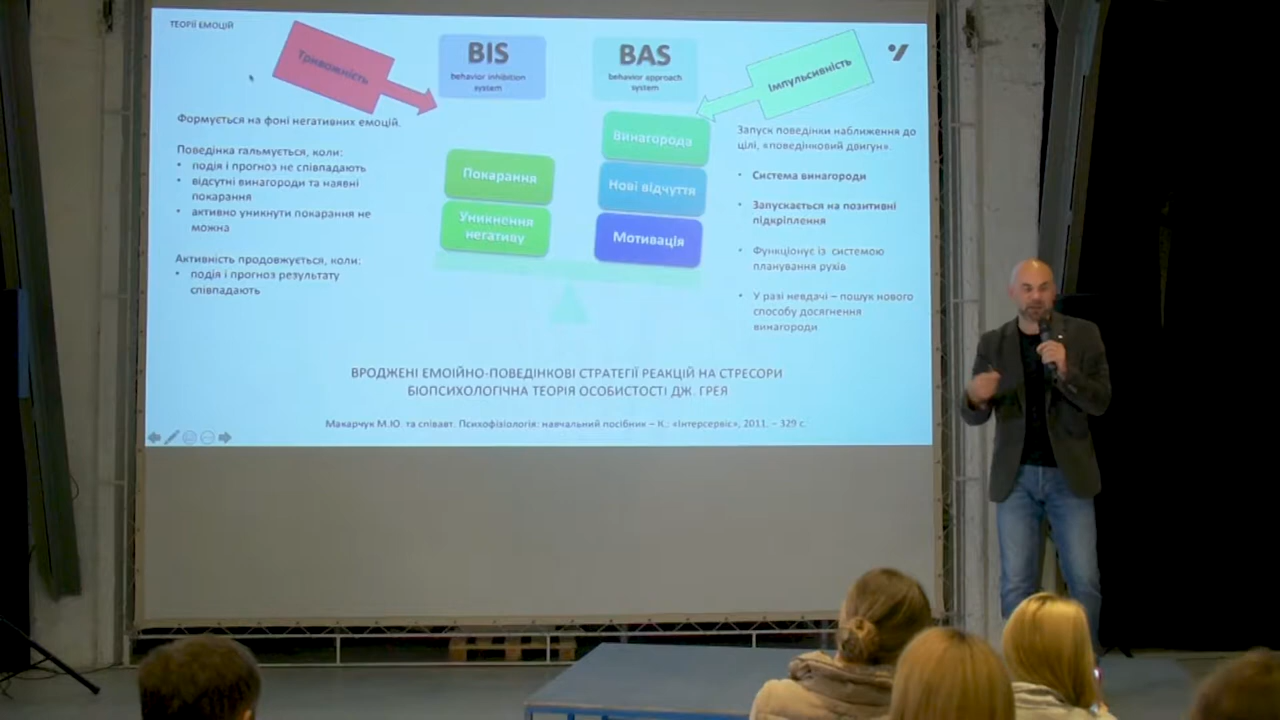 ТЕОРІЇ ЕМОЦІЙ
Тривожність
BIS
behavior inhibition
system
BAS
behavior approach
system
Імпульсивність
Формується на фоні негативних емоцій.
Поведінка гальмується, коли:
• подія і прогноз не співпадають
• відсутні винагороди та наявні
покарання
• активно уникнути покарання не
можна
Активність продовжується, коли:
• подія і прогноз результату
співпадають
Покарання
Уникнення
негативу
Винагорода
Нові відчуття
Мотивація
Запуск поведінки наближення до
цілі, «поведінковий двигун».
• Система винагороди
• Запускається на позитивні
підкріплення
• Функціонує із системою
планування рухів
• У разі невдачі – пошук нового
способу досягнення
винагороди
ВРОДЖЕНІ ЕМОІЙНО-ПОВЕДІНКОВІ СТРАТЕГІЇ РЕАКЦІЙ НА СТРЕСОРИ
БІОПСИХОЛОГІЧНА ТЕОРІЯ ОСОБИСТОСТІ ДЖ. ГРЕЯ
Макарчук М.Ю. та співавт. Психофізіологія: навчальний посібник – К.: «Інтерсервіс», 2011. – 329 с.